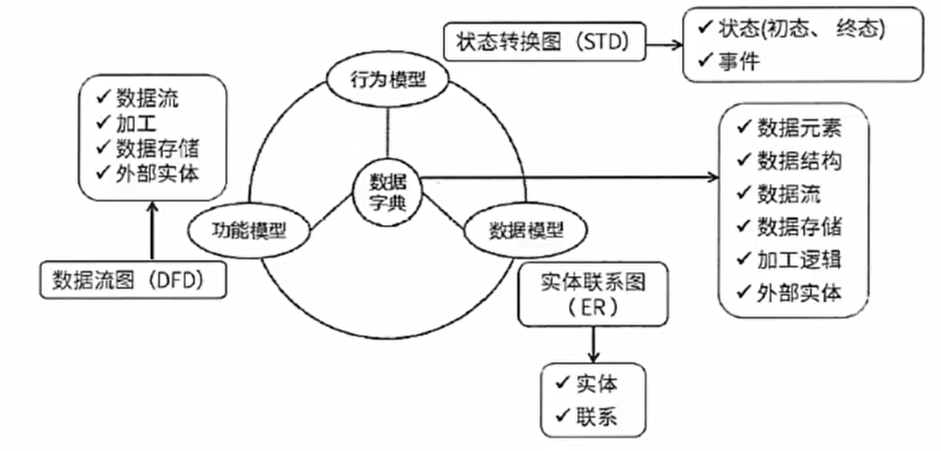 状态转换图（STD）
✓ 状态(初态、终态)
✓ 事件
行为模型
✓ 数据流
✓ 加工
✓ 数据存储
✓ 外部实体
数据
字典
✓ 数据元素
✓ 数据结构
✓ 数据流
✓ 数据存储
✓ 加工逻辑
✓ 外部实体
功能模型
数据模型
数据流图（DFD）
实体联系图
（ER）
✓ 实体
✓ 联系